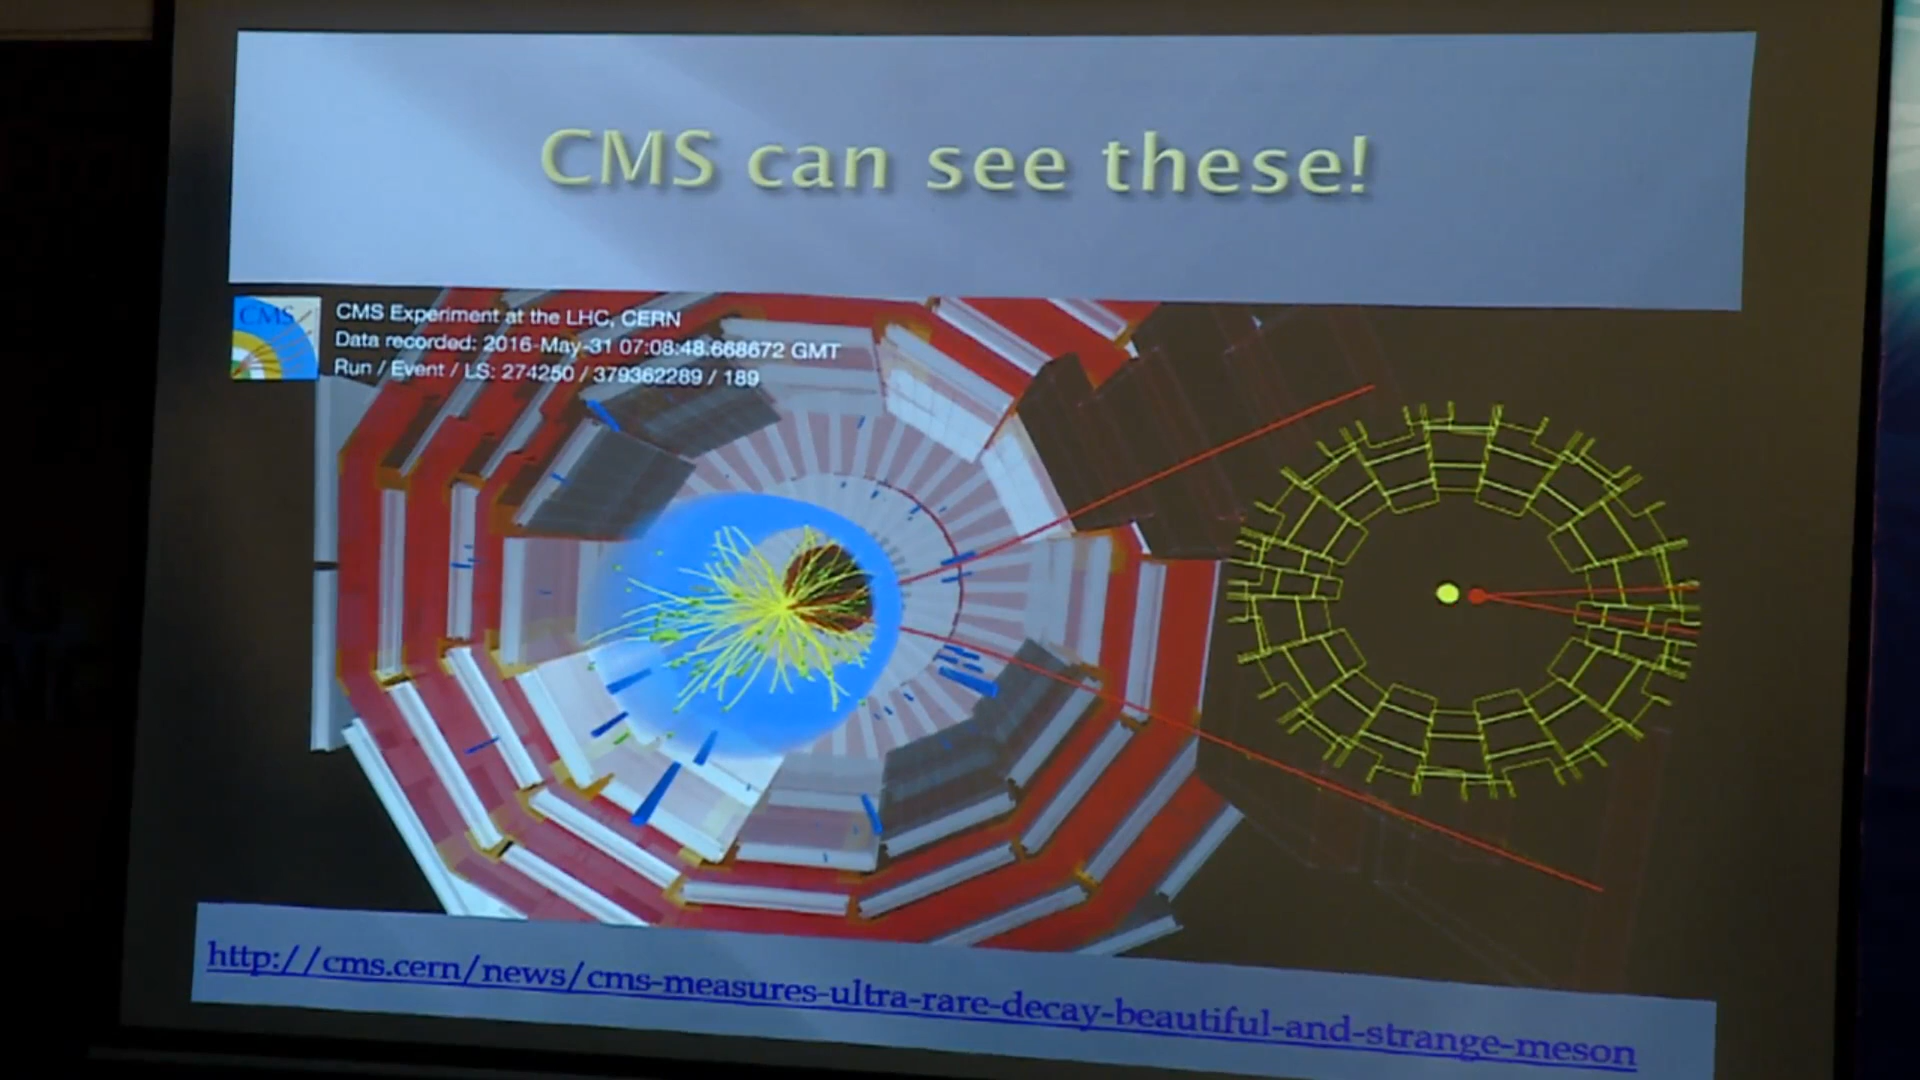 CMS can see these!
CMS
CMS Experiment at the LHC, CERN
Data recorded: 2016-May-31 07:08:48.668672 GMT
Run / Event / LS: 274250 / 379362289 / 189
http://cms.cern/news/cms-measures-ultra-rare-decay-beautiful-and-strange-meson